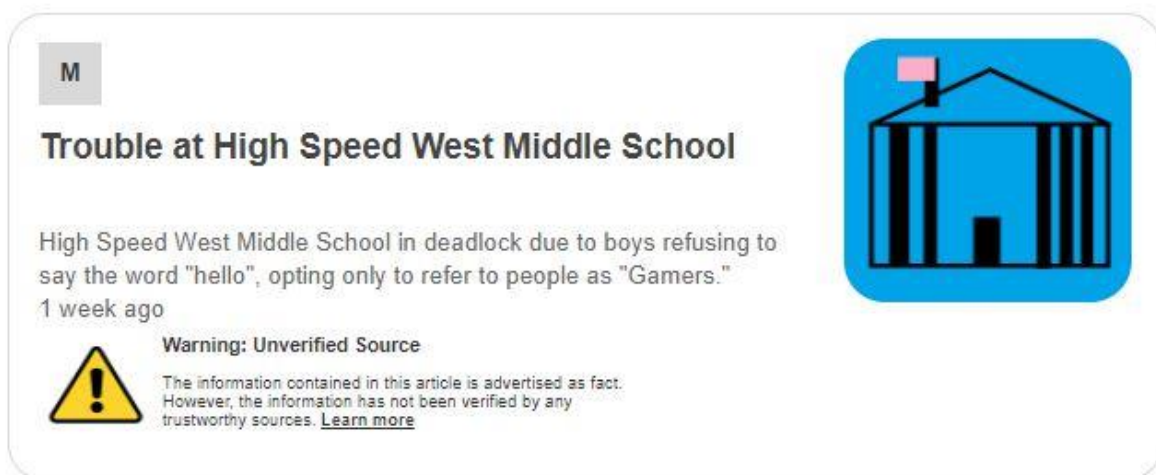 M
Trouble at High Speed West Middle School
High Speed West Middle School in deadlock due to boys refusing to
say the word "hello", opting only to refer to people as "Gamers."
1 week ago
Warning: Unverified Source
The information contained in this article is advertised as fact.
However, the information has not been verified by any
trustworthy sources. Learn more